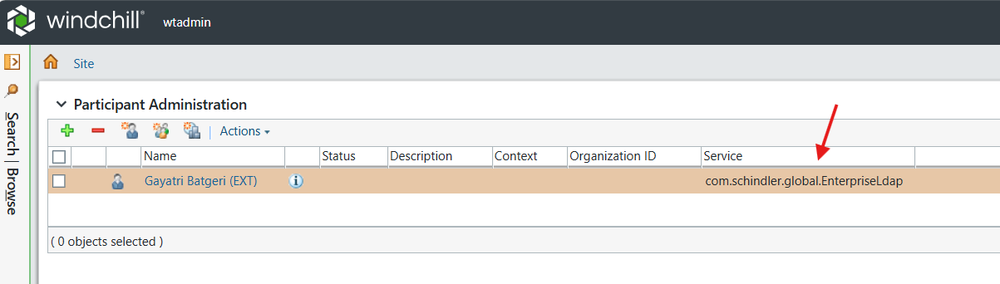 windchill® wtadmin
Site
Search | Browse
Participant Administration
Actions
Name Status Description Context Organization ID Service
Gayatri Batgeri (EXT) com.schindler.global.EnterpriseLdap
( 0 objects selected )